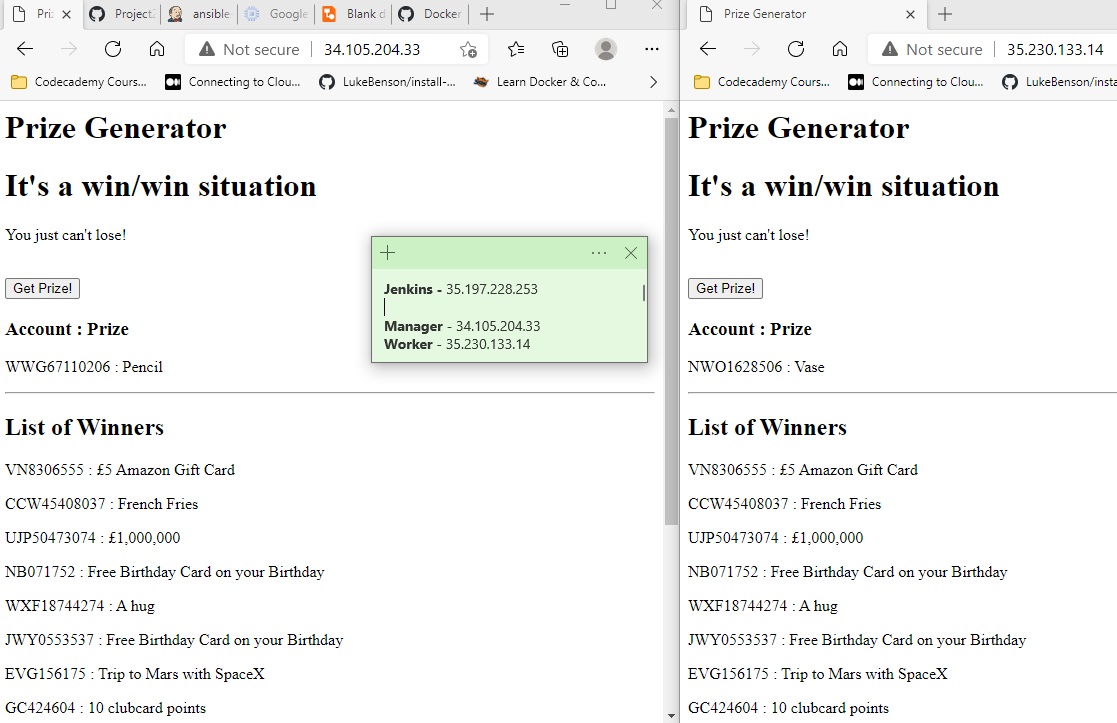 Pri
Project2
ansible
Google
Blank d
Docker
Prize Generator
Not secure
34.105.204.33
Not secure
35.230.133.14
Codecademy Cours...
Connecting to Clou...
LukeBenson/install-...
Learn Docker & Co...
Codecademy Cours...
Connecting to Clou...
LukeBenson/insta
Prize Generator
It's a win/win situation
You just can't lose!
Get Prize!
Account : Prize
WWG67110206 : Pencil
List of Winners
VN8306555 : £5 Amazon Gift Card
CCW45408037 : French Fries
UJP50473074 : £1,000,000
NB071752 : Free Birthday Card on your Birthday
WXF18744274 : A hug
JWY0553537 : Free Birthday Card on your Birthday
EVG156175 : Trip to Mars with SpaceX
GC424604 : 10 clubcard points
Jenkins - 35.197.228.253
Manager - 34.105.204.33
Worker - 35.230.133.14
Prize Generator
It's a win/win situation
You just can't lose!
Get Prize!
Account : Prize
NWO1628506 : Vase
List of Winners
VN8306555 : £5 Amazon Gift Card
CCW45408037 : French Fries
UJP50473074 : £1,000,000
NB071752 : Free Birthday Card on your Birthday
WXF18744274 : A hug
JWY0553537 : Free Birthday Card on your Birthday
EVG156175 : Trip to Mars with SpaceX
GC424604 : 10 clubcard points